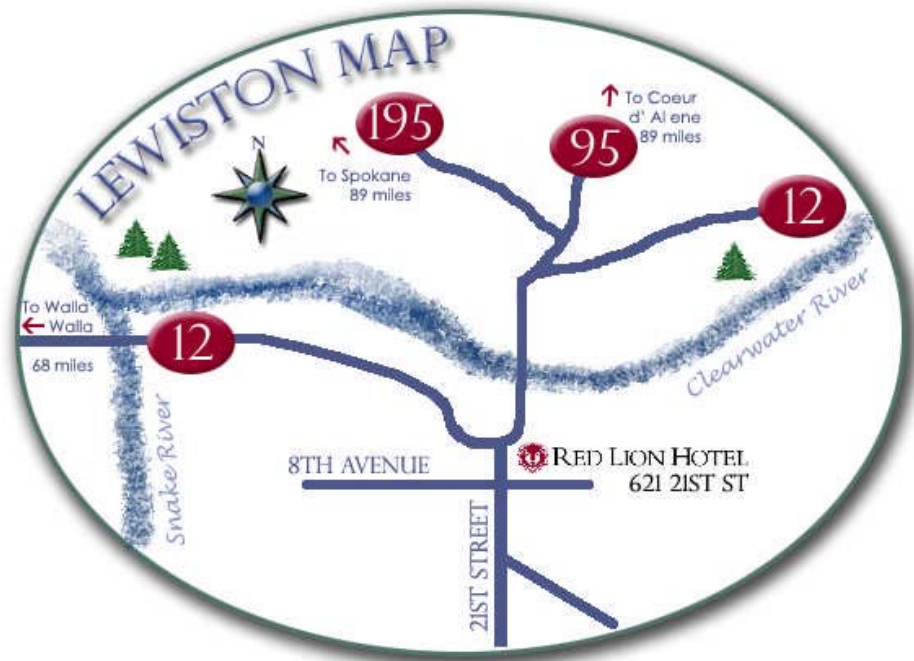 LEWISTON MAP
N
195
To Spokane
89 miles
95
To Coeur
d' Al ene
89 miles
12
To Walla
Walla
68 miles
12
Snake River
Clearwater River
8TH AVENUE
RED LION HOTEL
621 21ST ST
21ST STREET